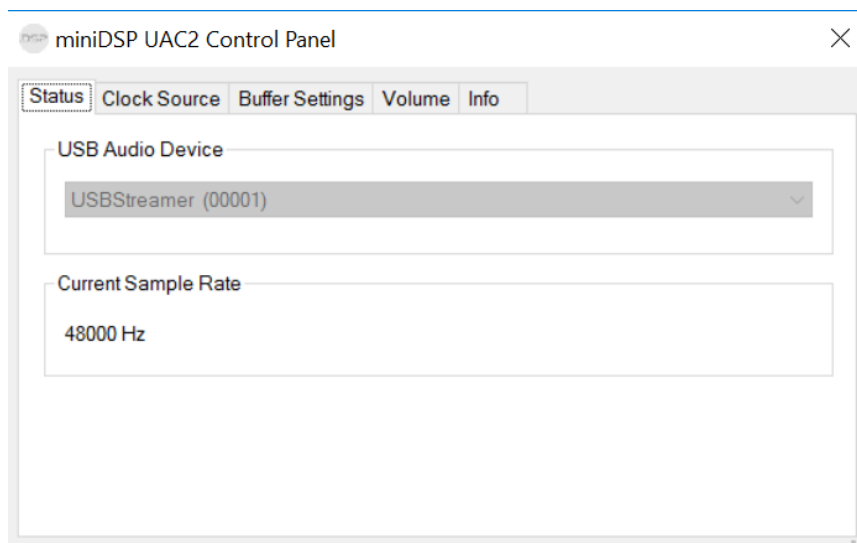 miniDSP UAC2 Control Panel
Status Clock Source Buffer Settings Volume Info
USB Audio Device
USBStreamer (00001)
Current Sample Rate
48000 Hz